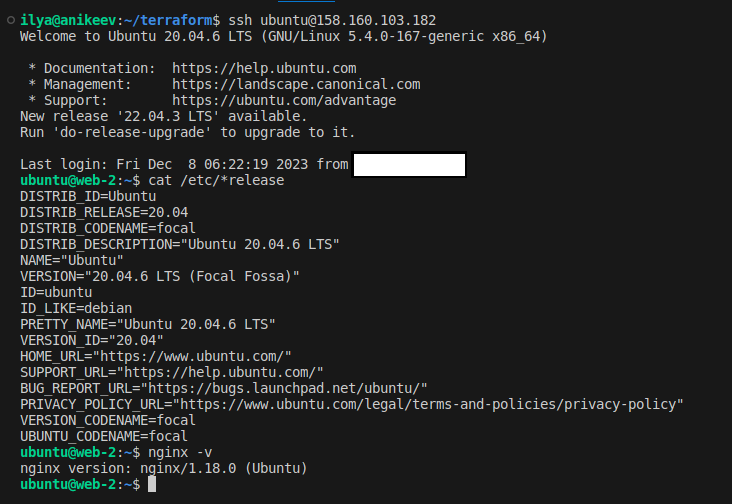 ilya@anikeev:~/terraform$ ssh ubuntu@158.160.103.182
Welcome to Ubuntu 20.04.6 LTS (GNU/Linux 5.4.0-167-generic x86_64)
 * Documentation:  https://help.ubuntu.com
 * Management:     https://landscape.canonical.com
 * Support:        https://ubuntu.com/advantage
New release '22.04.3 LTS' available.
Run 'do-release-upgrade' to upgrade to it.
Last login: Fri Dec  8 06:22:19 2023 from
ubuntu@web-2:~$ cat /etc/*release
DISTRIB_ID=Ubuntu
DISTRIB_RELEASE=20.04
DISTRIB_CODENAME=focal
DISTRIB_DESCRIPTION="Ubuntu 20.04.6 LTS"
NAME="Ubuntu"
VERSION="20.04.6 LTS (Focal Fossa)"
ID=ubuntu
ID_LIKE=debian
PRETTY_NAME="Ubuntu 20.04.6 LTS"
VERSION_ID="20.04"
HOME_URL="https://www.ubuntu.com/"
SUPPORT_URL="https://help.ubuntu.com/"
BUG_REPORT_URL="https://bugs.launchpad.net/ubuntu/"
PRIVACY_POLICY_URL="https://www.ubuntu.com/legal/terms-and-policies/privacy-policy"
VERSION_CODENAME=focal
UBUNTU_CODENAME=focal
ubuntu@web-2:~$ nginx -v
nginx version: nginx/1.18.0 (Ubuntu)
ubuntu@web-2:~$